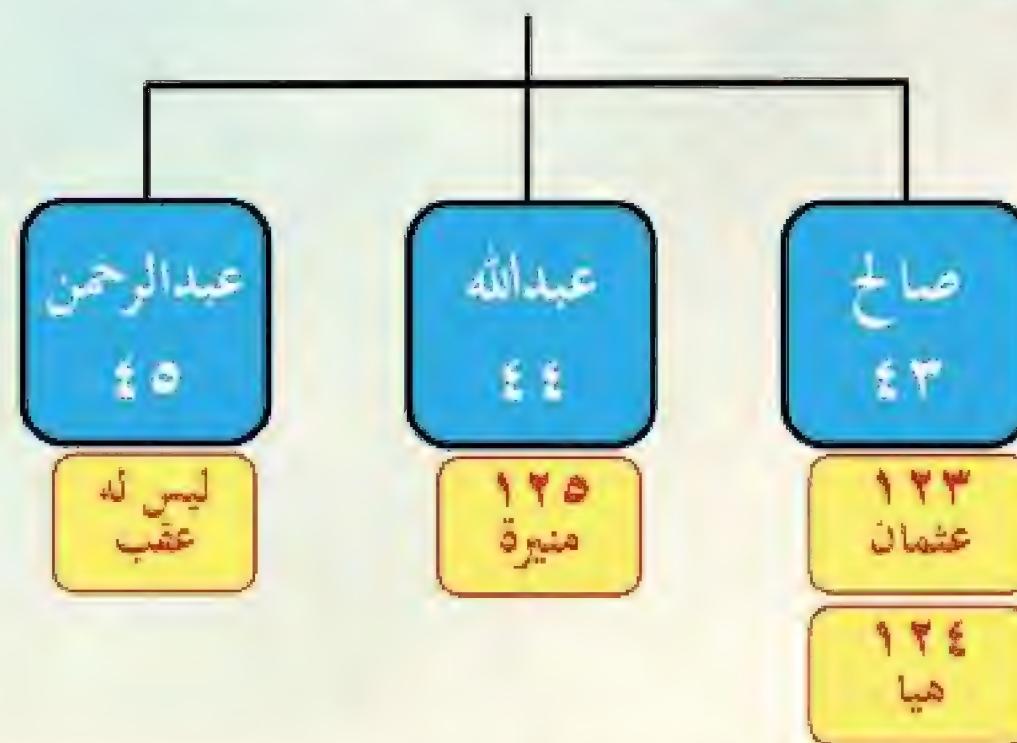 صالح
٤٣
١٢٣
عثمان
١٢٤
هيا
عبدالله
٤٤
١٢٥
منيرة
عبدالرحمن
٤٥
ليس له
عقب